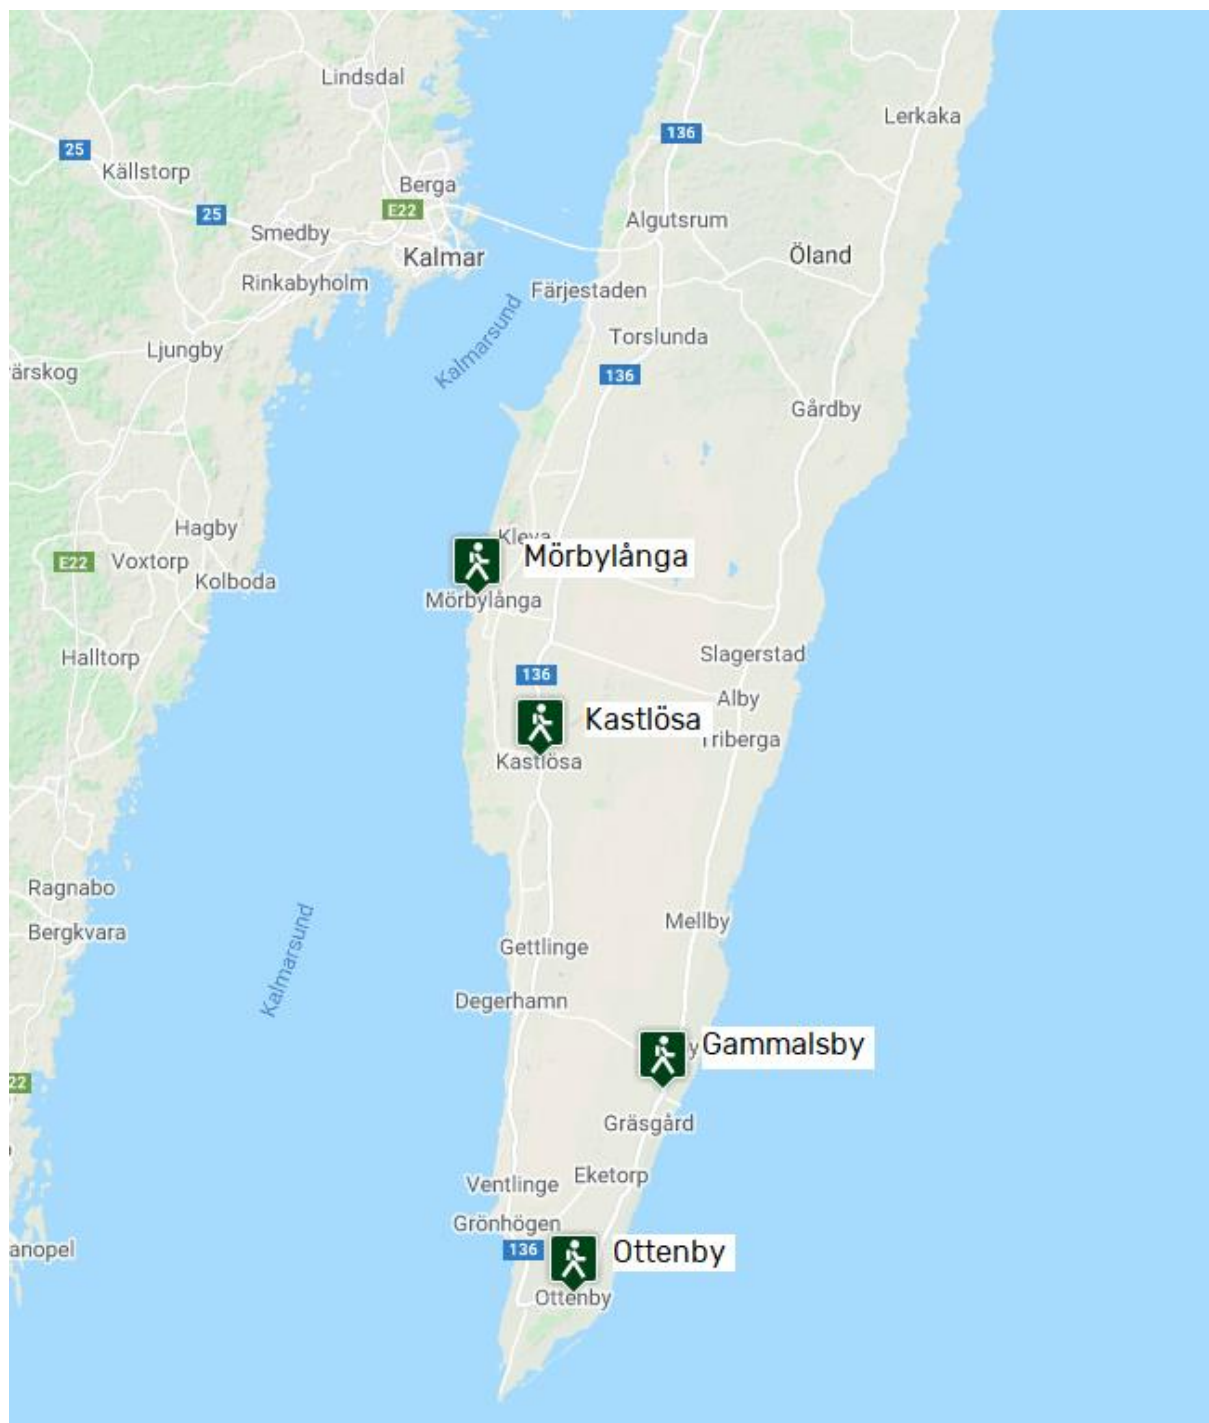 Lindsdal
Lerkaka
136
25
Källstorp
Berga
25
E22
Algutsrum
Smedby
Kalmar
Öland
Rinkabyholm
Färjestaden
Kalmarsund
Torslunda
Ljungby
ärskog
136
Gårdby
Hagby
Kleva
Mörbylånga
E22
Voxtorp
Kolboda
Mörbylånga
Halltorp
Slagerstad
136
Alby
Kastlösa
Triberga
Kastlösa
Ragnabo
Mellby
Bergkvara
Gettlinge
Kalmarsund
Degerhamn
y
Gammalsby
22
Gräsgård
Eketorp
Ventlinge
Grönhögen
anopel
136
Ottenby
Ottenby